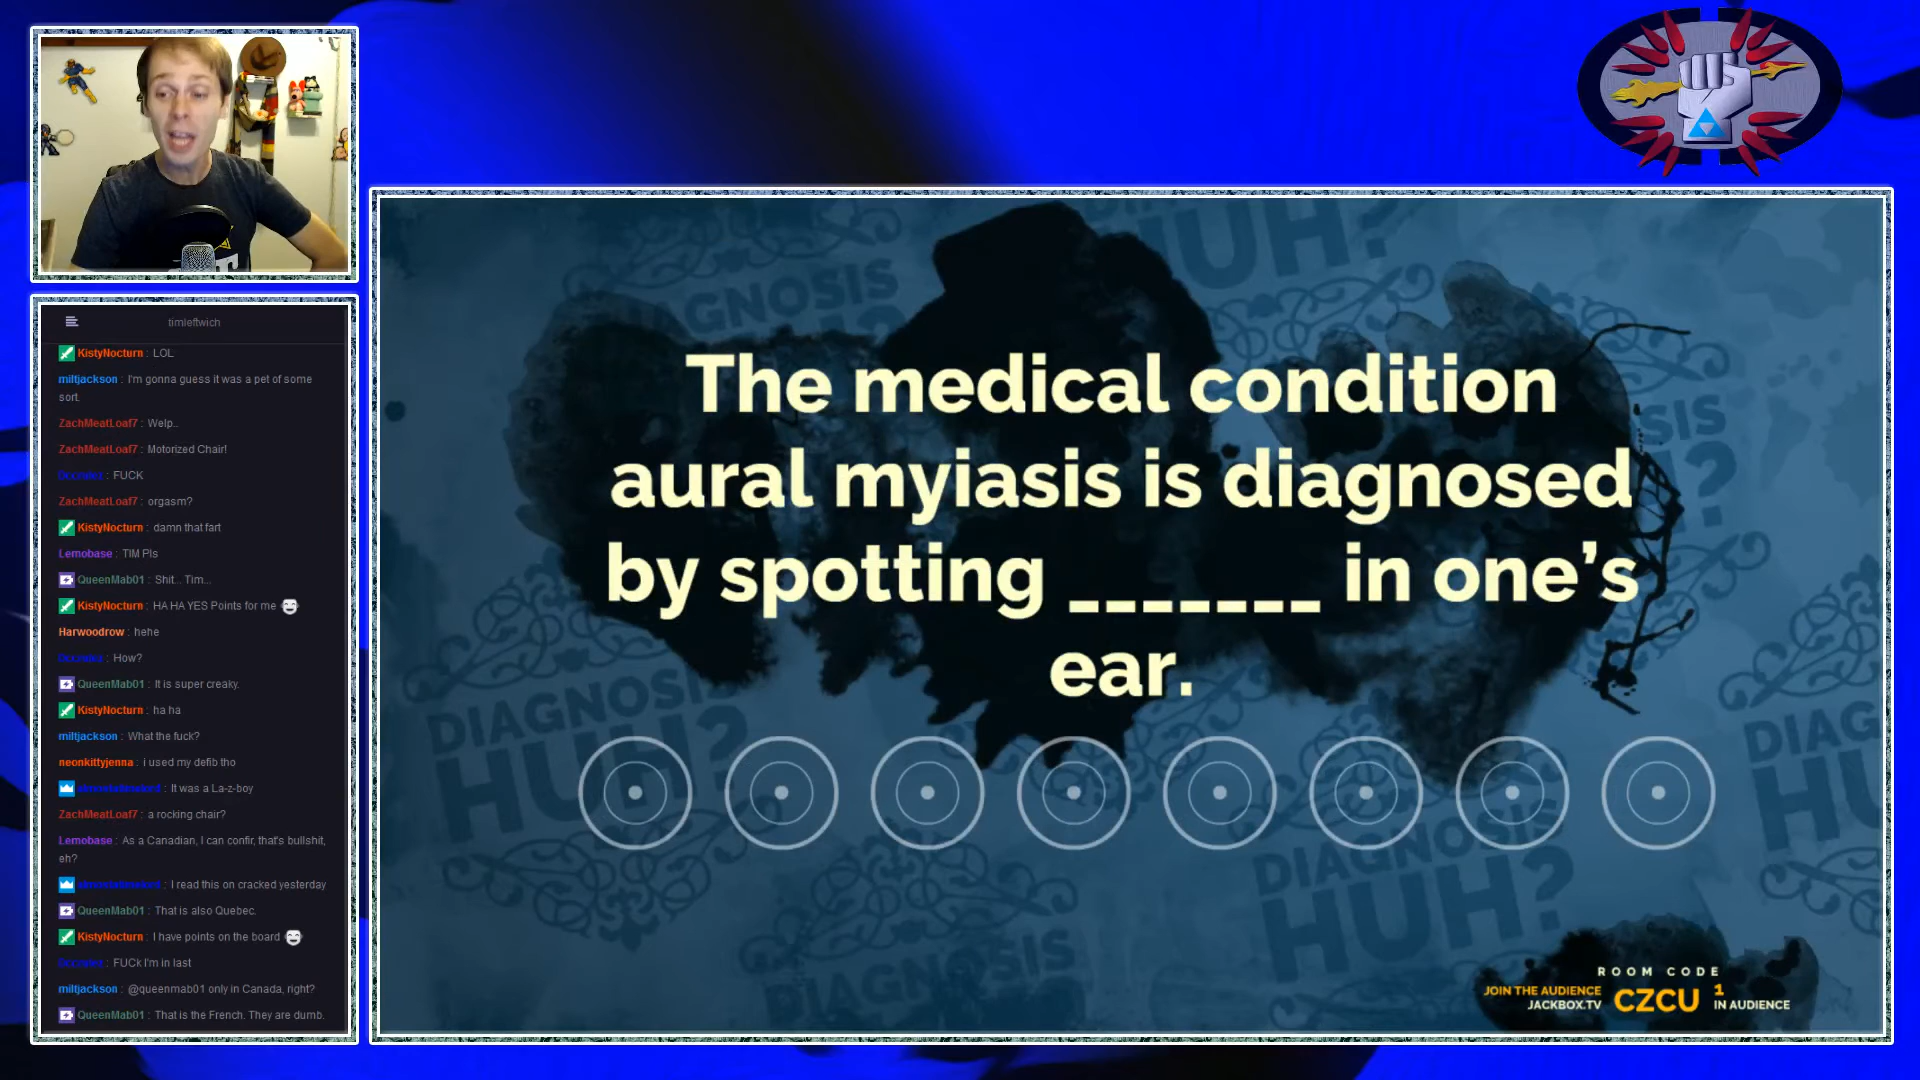 timleftwich
KistyNocturn : LOL
miltjackson : I'm gonna guess it was a pet of some
sort.
ZachMeatLoaf7 : Welp..
ZachMeatLoaf7 : Motorized Chair!
: FUCK
ZachMeatLoaf7 : orgasm?
KistyNocturn : damn that fart
Lemobase : TIM Pls
QueenMab01 : Shit... Tim...
KistyNocturn : HA HA YES Points for me
Harwoodrow : hehe
: How?
QueenMab01 : It is super creaky.
KistyNocturn : ha ha
miltjackson : What the fuck?
neonkittyjenna : i used my defib tho
: It was a La-z-boy
ZachMeatLoaf7 : a rocking chair?
Lemobase : As a Canadian, I can confir, that's bullshit,
eh?
: I read this on cracked yesterday
QueenMab01 : That is also Quebec.
KistyNocturn : I have points on the board
: FUCk I'm in last
miltjackson : @queenmab01 only in Canada, right?
QueenMab01 : That is the French. They are dumb.
The medical condition
aural myiasis is diagnosed
by spotting _______ in one's
ear.
DIAGNOSIS
HUH?
DIAGNOSIS
HUH?
DIAGNOSIS
HUH?
DIAGNOSIS
ROOM CODE
JOIN THE AUDIENCE
JACKBOX.TV
CZCU
1
IN AUDIENCE